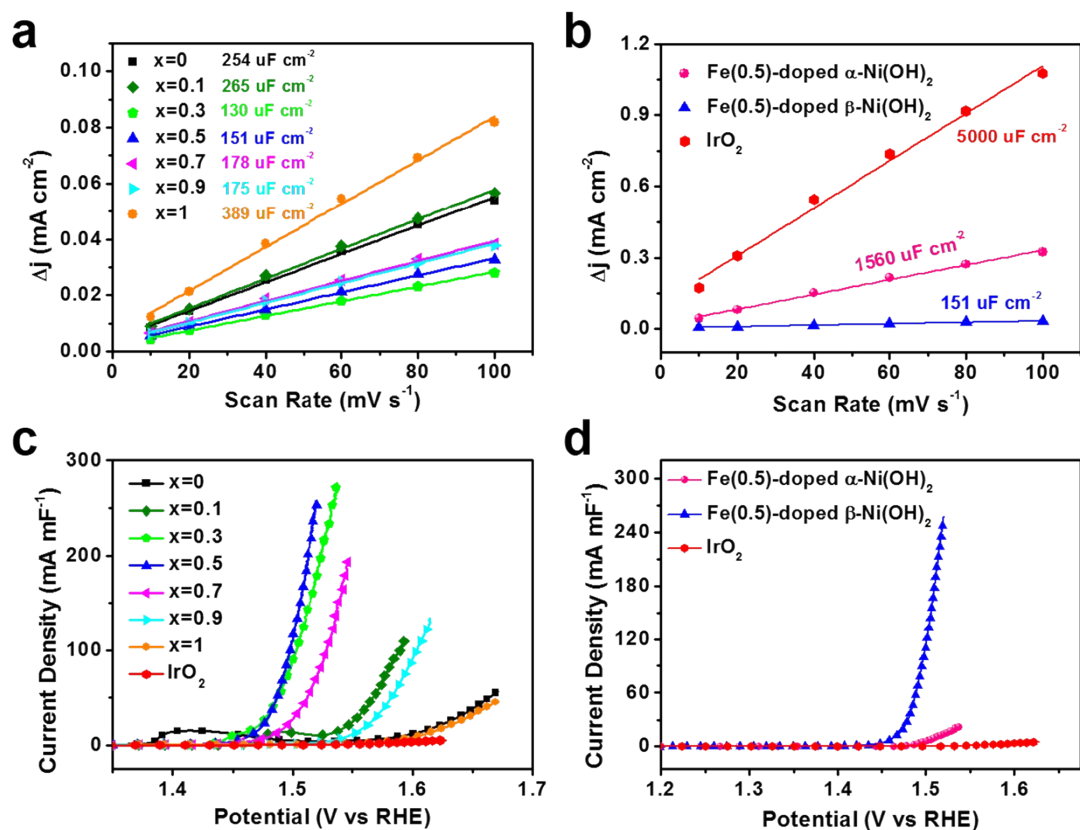 a
x=0 254 uF cm⁻²
x=0.1 265 uF cm⁻²
x=0.3 130 uF cm⁻²
x=0.5 151 uF cm⁻²
x=0.7 178 uF cm⁻²
x=0.9 175 uF cm⁻²
x=1 389 uF cm⁻²
0.10
0.08
0.06
0.04
0.02
0.00
Δj (mA cm⁻²)
0 20 40 60 80 100
Scan Rate (mV s⁻¹)
b
Fe(0.5)-doped α-Ni(OH)₂
Fe(0.5)-doped β-Ni(OH)₂
IrO₂
5000 uF cm⁻²
1560 uF cm⁻²
151 uF cm⁻²
1.2
0.9
0.6
0.3
0.0
Δj (mA cm⁻²)
0 20 40 60 80 100
Scan Rate (mV s⁻¹)
c
x=0
x=0.1
x=0.3
x=0.5
x=0.7
x=0.9
x=1
IrO₂
300
200
100
0
Current Density (mA mF⁻¹)
1.4 1.5 1.6 1.7
Potential (V vs RHE)
d
Fe(0.5)-doped α-Ni(OH)₂
Fe(0.5)-doped β-Ni(OH)₂
IrO₂
300
240
180
120
60
0
Current Density (mA mF⁻¹)
1.2 1.3 1.4 1.5 1.6
Potential (V vs RHE)